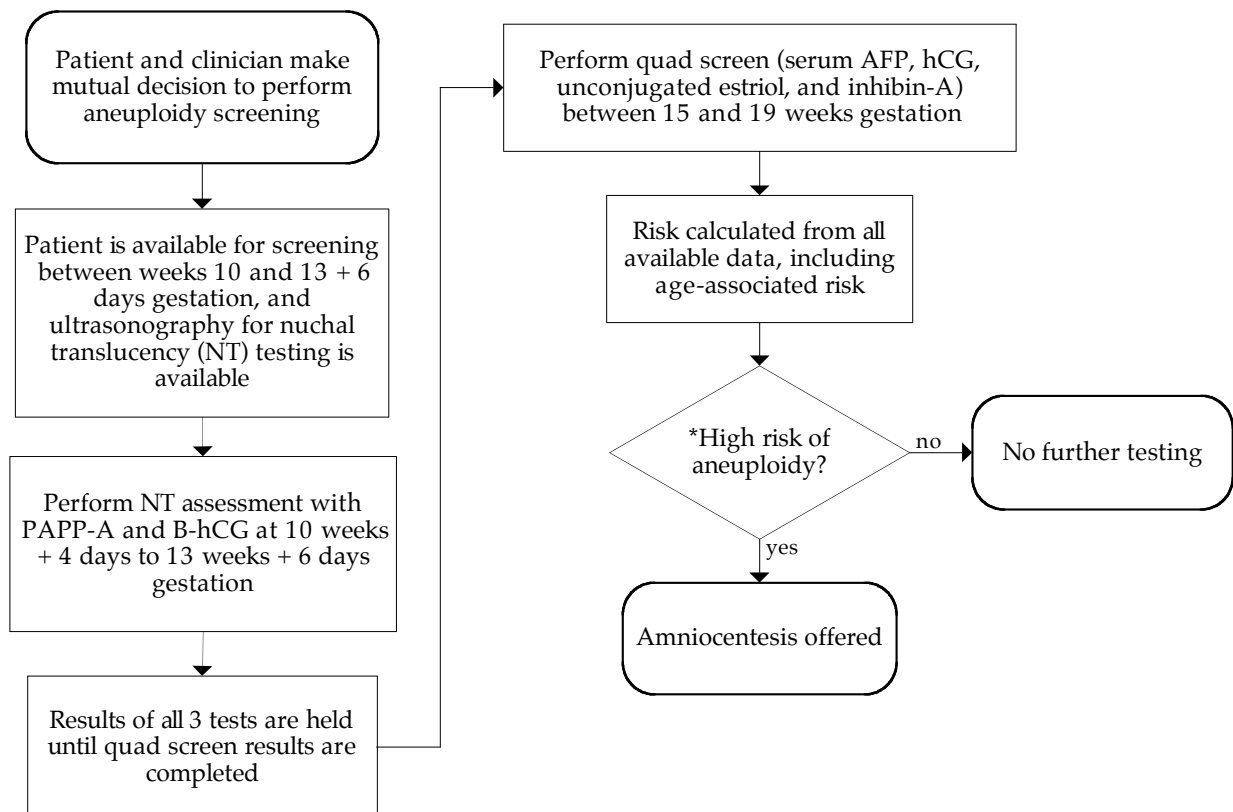 Patient and clinician make
mutual decision to perform
aneuploidy screening
Patient is available for screening
between weeks 10 and 13 + 6
days gestation, and
ultrasonography for nuchal
translucency (NT) testing is
available
Perform NT assessment with
PAPP-A and B-hCG at 10 weeks
+ 4 days to 13 weeks + 6 days
gestation
Results of all 3 tests are held
until quad screen results are
completed
Perform quad screen (serum AFP, hCG,
unconjugated estriol, and inhibin-A)
between 15 and 19 weeks gestation
Risk calculated from all
available data, including
age-associated risk
*High risk of
aneuploidy?
no
No further testing
yes
Amniocentesis offered